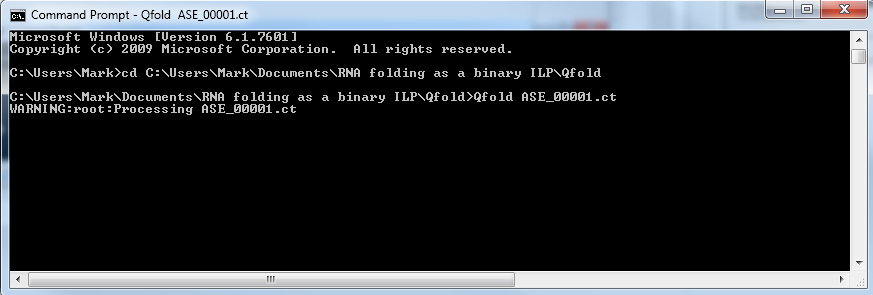 Command Prompt - Qfold  ASE_00001.ct
Microsoft Windows [Version 6.1.7601]
Copyright (c) 2009 Microsoft Corporation.  All rights reserved.
C:\Users\Mark>cd C:\Users\Mark\Documents\RNA folding as a binary ILP\Qfold
C:\Users\Mark\Documents\RNA folding as a binary ILP\Qfold>Qfold ASE_00001.ct
WARNING:root:Processing ASE_00001.ct